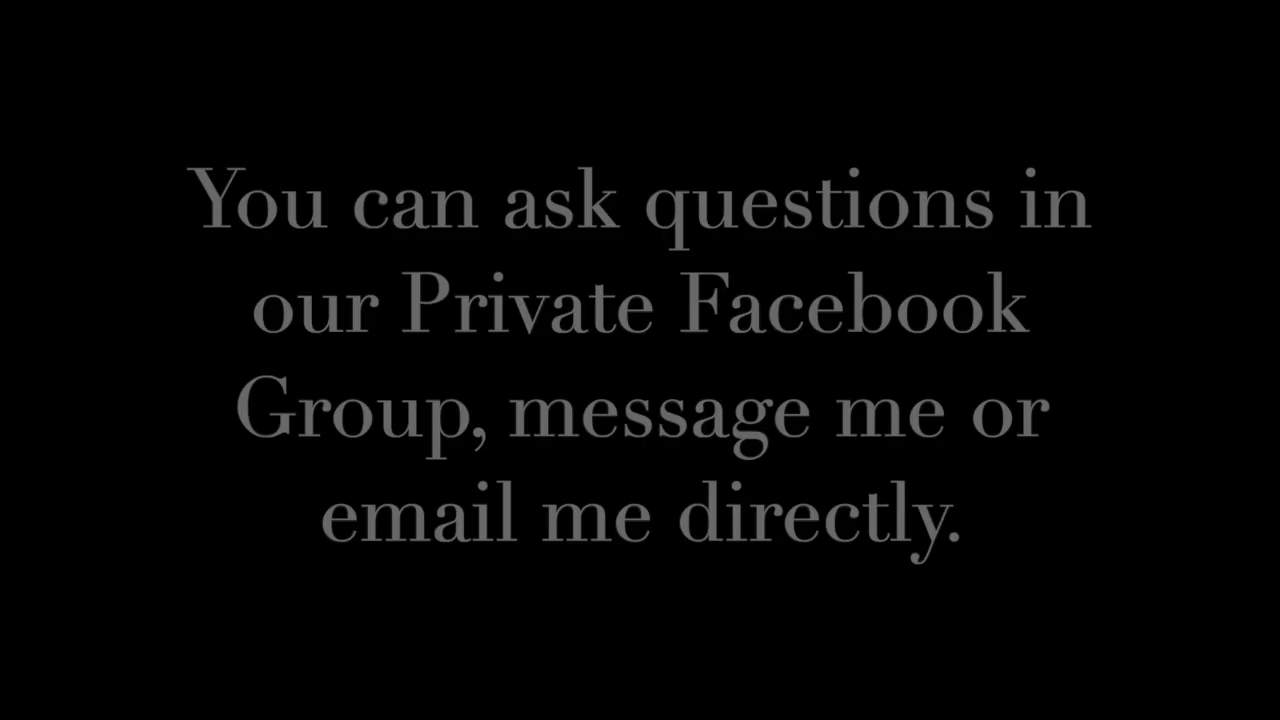 You can ask questions in
our Private Facebook
Group, message me or
email me directly.